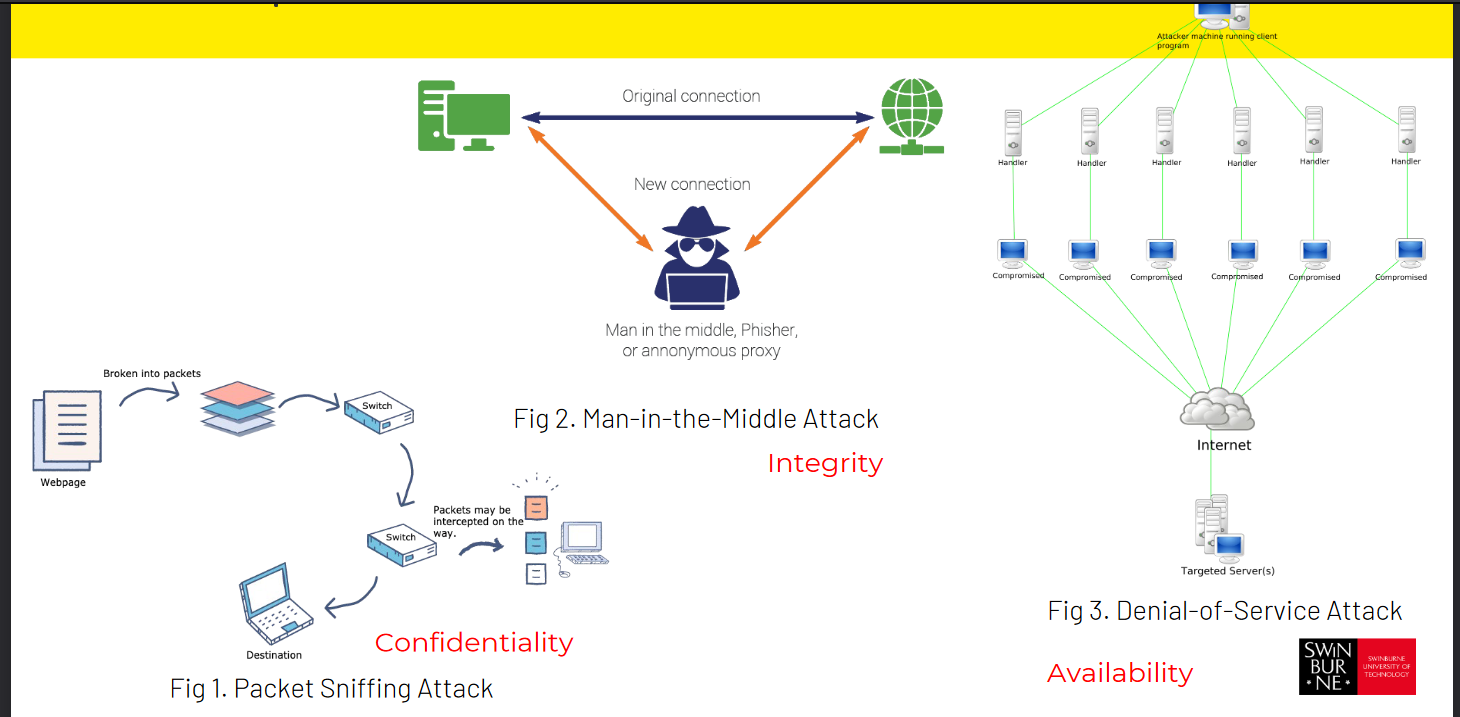 Attacker machine running client
program
Original connection
New connection
Man in the middle, Phisher,
or annonymous proxy
Fig 2. Man-in-the-Middle Attack
Integrity
Handler
Handler
Handler
Handler
Handler
Handler
Compromised
Compromised
Compromised
Compromised
Compromised
Compromised
Internet
Targeted Server(s)
Fig 3. Denial-of-Service Attack
Availability
Broken into packets
Webpage
Switch
Switch
Packets may be
intercepted on the
way.
Destination
Confidentiality
Fig 1. Packet Sniffing Attack
SWIN
BUR
NE
SWINBURNE
UNIVERSITY OF
TECHNOLOGY